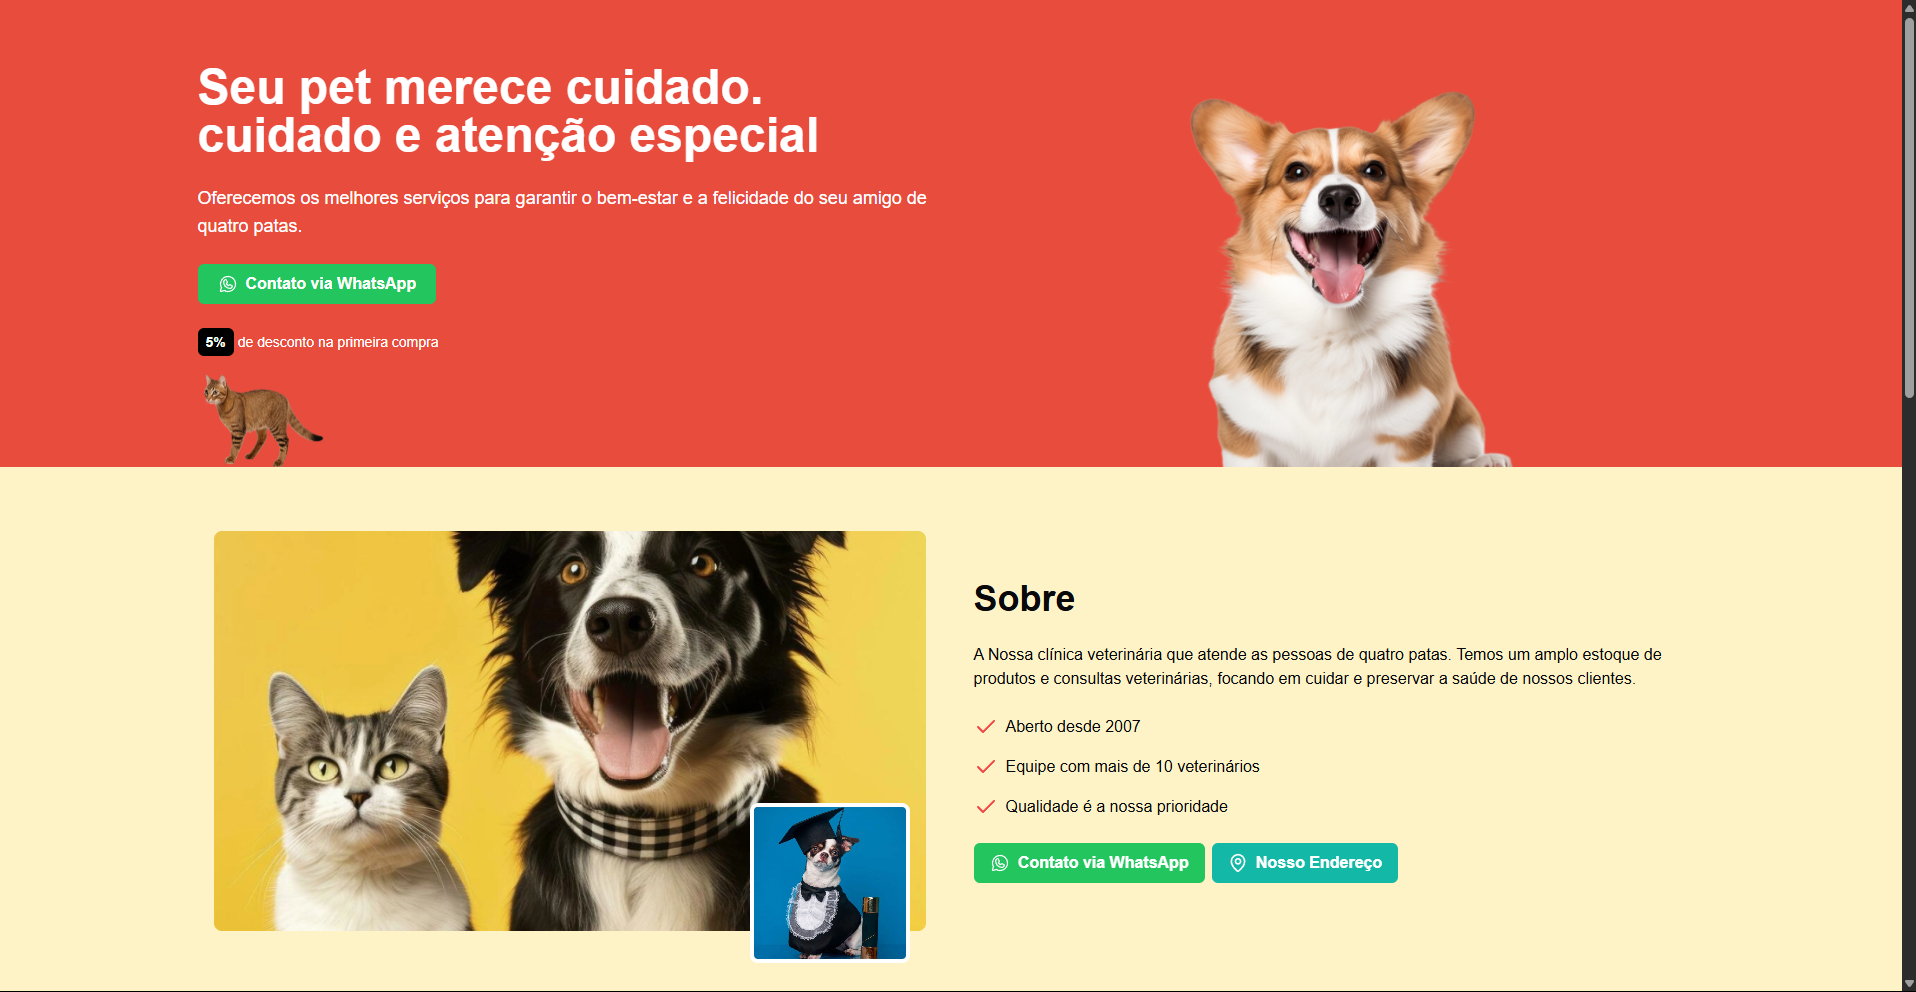 Seu pet merece cuidado.
cuidado e atenção especial
Oferecemos os melhores serviços para garantir o bem-estar e a felicidade do seu amigo de
quatro patas.
Contato via WhatsApp
5% de desconto na primeira compra
Sobre
A Nossa clínica veterinária que atende as pessoas de quatro patas. Temos um amplo estoque de
produtos e consultas veterinárias, focando em cuidar e preservar a saúde de nossos clientes.
Aberto desde 2007
Equipe com mais de 10 veterinários
Qualidade é a nossa prioridade
Contato via WhatsApp Nosso Endereço